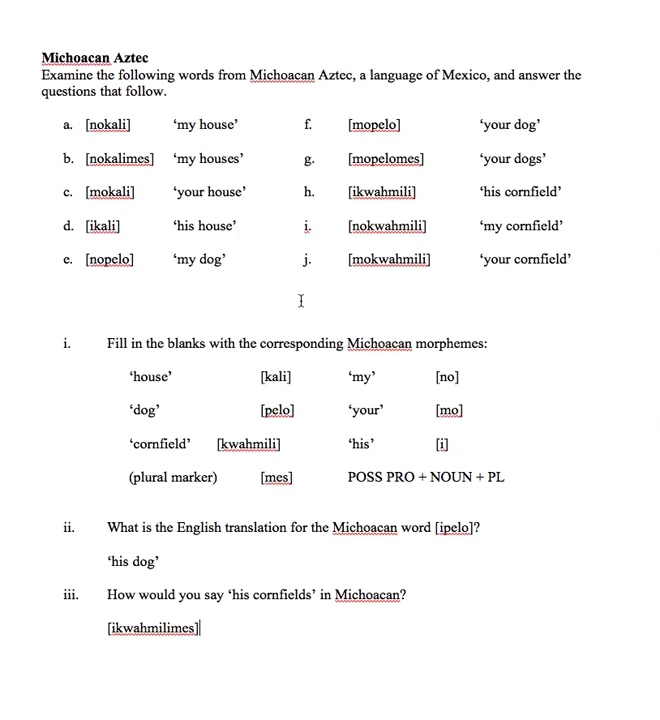 Michoacan Aztec
Examine the following words from Michoacan Aztec, a language of Mexico, and answer the
questions that follow.
a. [nokali] ‘my house’ f. [mopelo] ‘your dog’
b. [nokalimes] ‘my houses’ g. [mopelomes] ‘your dogs’
c. [mokali] ‘your house’ h. [ikwahmili] ‘his cornfield’
d. [ikali] ‘his house’ i. [nokwahmili] ‘my cornfield’
e. [nopelo] ‘my dog’ j. [mokwahmili] ‘your cornfield’
i. Fill in the blanks with the corresponding Michoacan morphemes:
‘house’ [kali] ‘my’ [no]
‘dog’ [pelo] ‘your’ [mo]
‘cornfield’ [kwahmili] ‘his’ [i]
(plural marker) [mes] POSS PRO + NOUN + PL
ii. What is the English translation for the Michoacan word [ipelo]?
‘his dog’
iii. How would you say ‘his cornfields’ in Michoacan?
[ikwahmilimes]